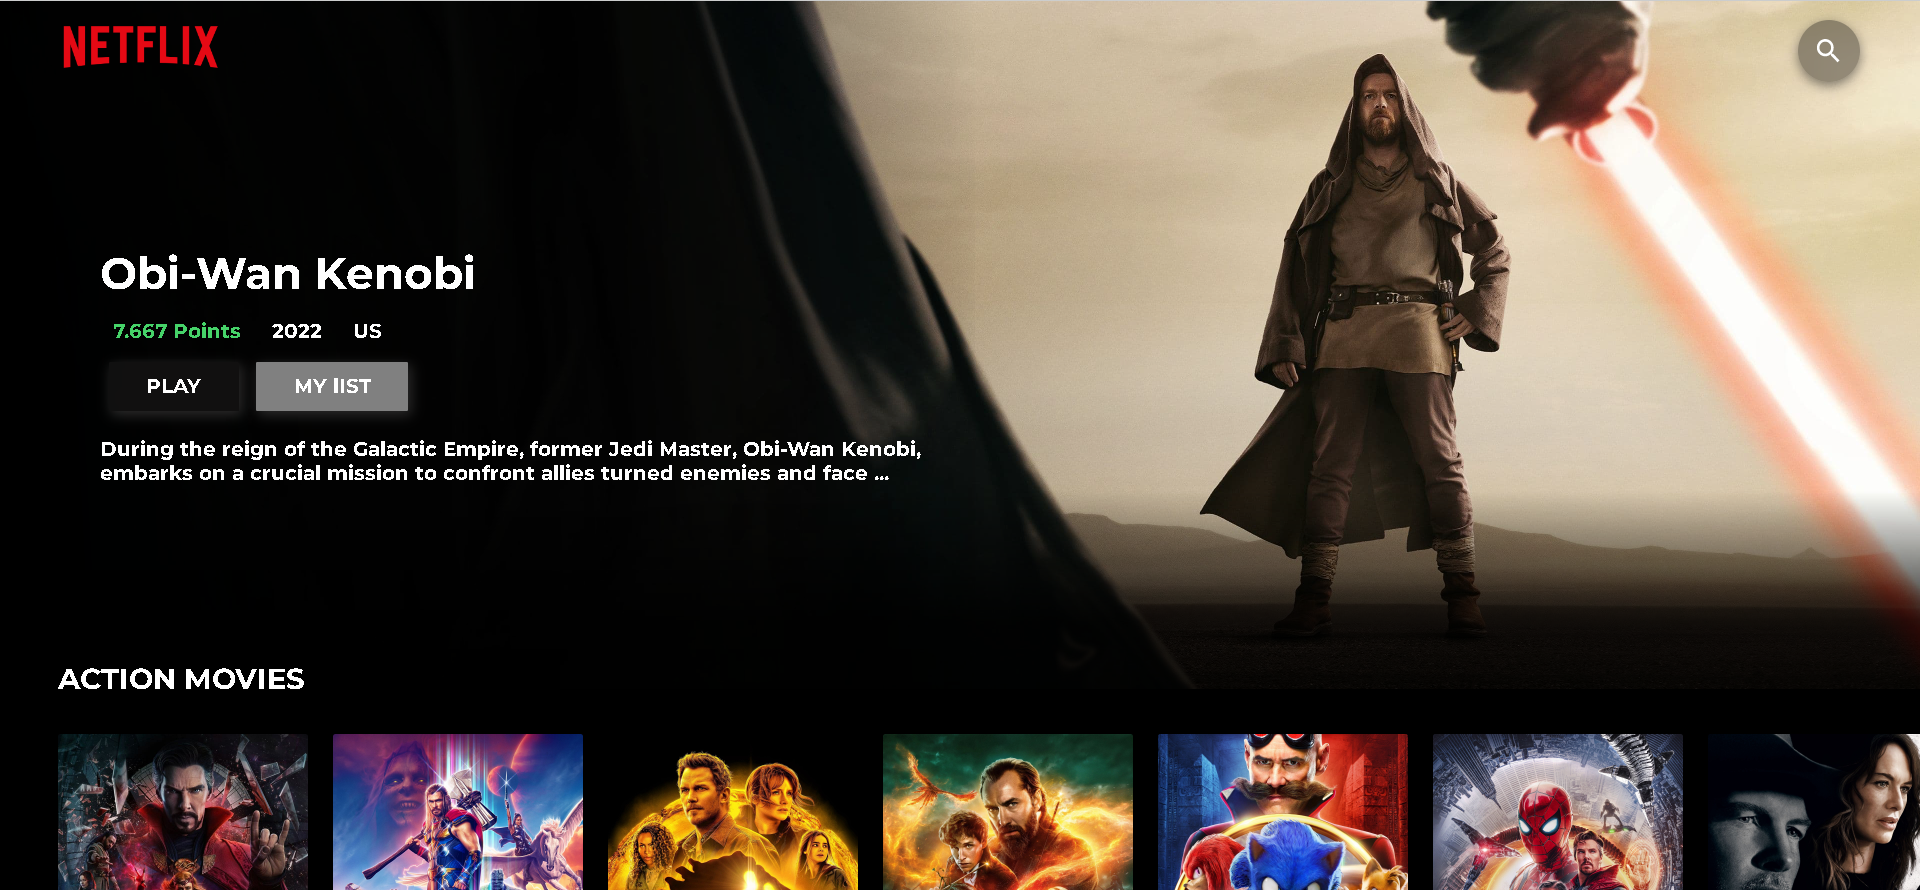 NETFLIX
Obi-Wan Kenobi
7.667 Points 2022 US
PLAY MY lIST
During the reign of the Galactic Empire, former Jedi Master, Obi-Wan Kenobi,
embarks on a crucial mission to confront allies turned enemies and face ...
ACTION MOVIES